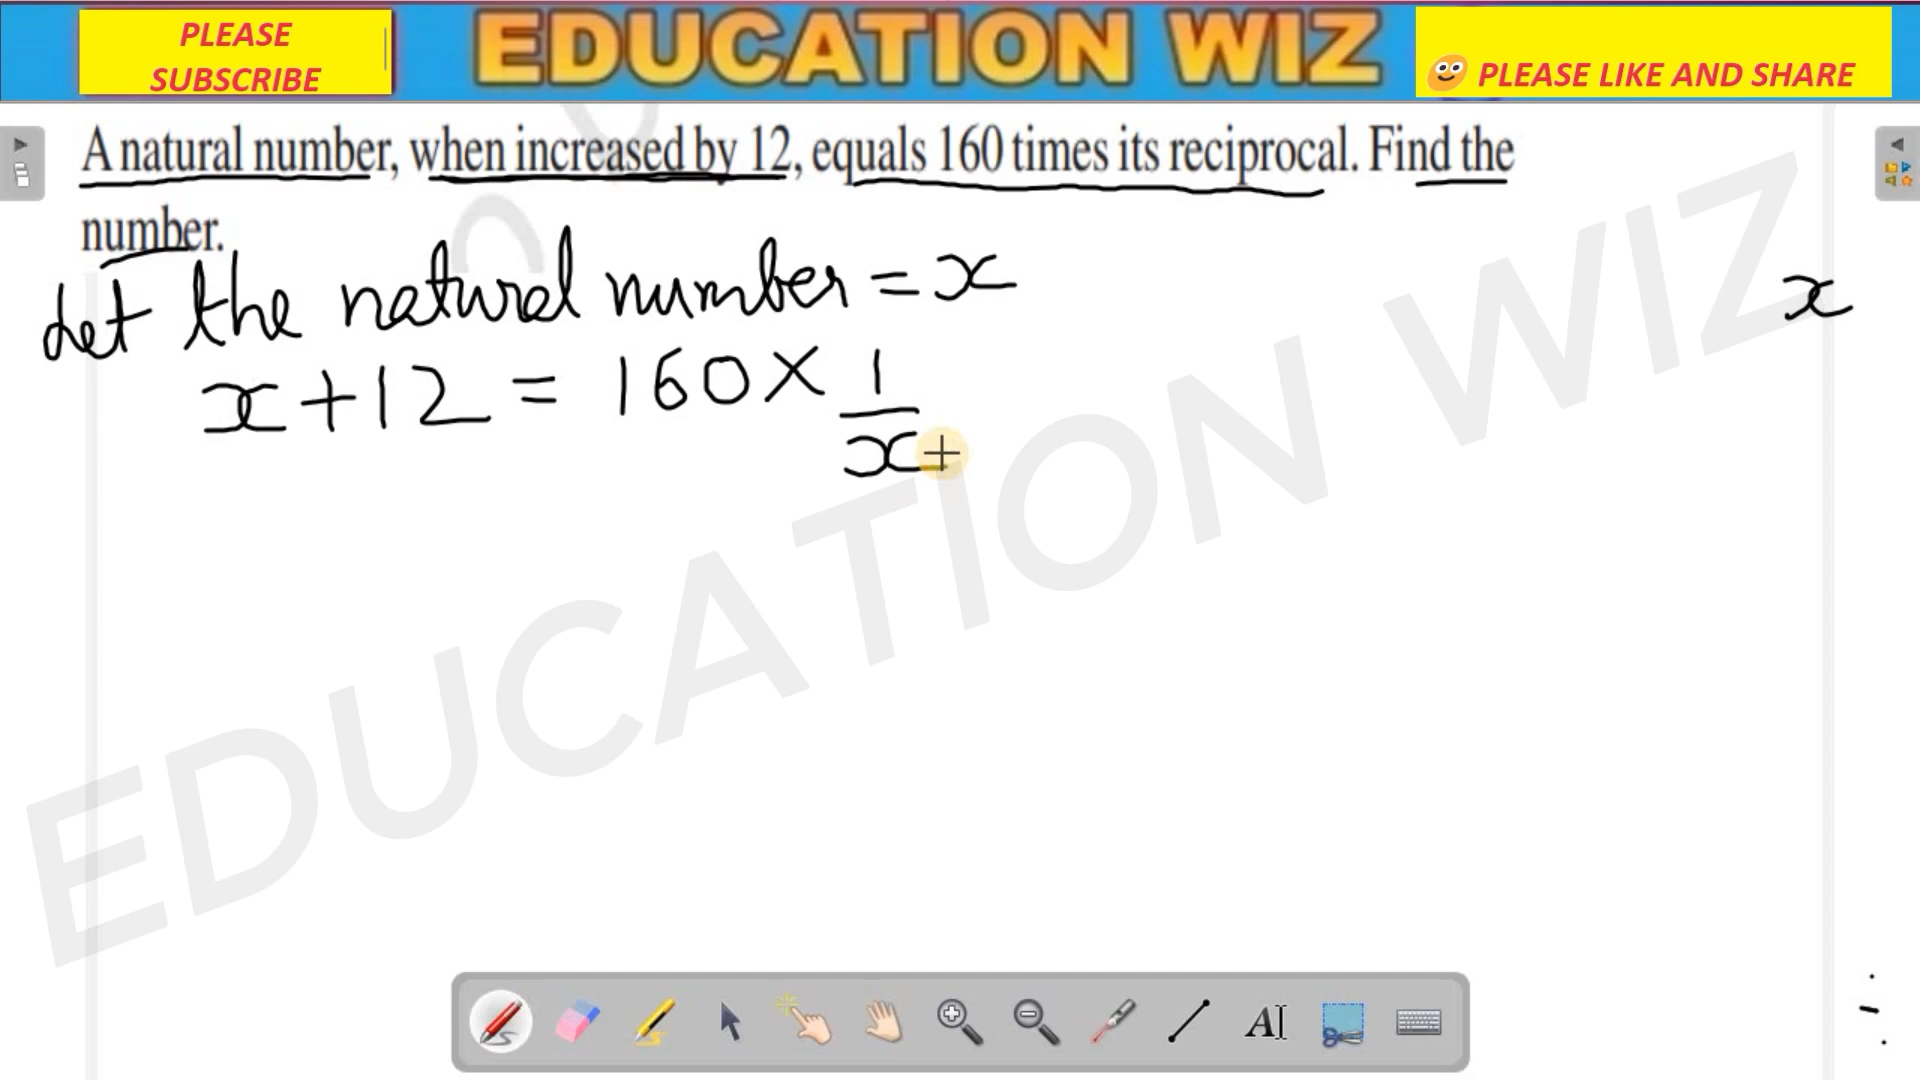 PLEASE
SUBSCRIBE
EDUCATION WIZ
PLEASE LIKE AND SHARE
A natural number, when increased by 12, equals 160 times its reciprocal. Find the
number.
Let the natural number = x
x
x + 12 = 160 × 1/x
EDUCATION WIZ
AI